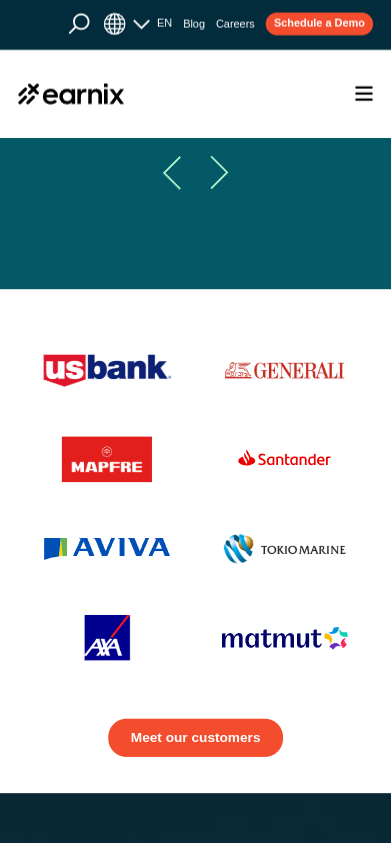 EN Blog Careers Schedule a Demo
earnix
usbank
GENERALI
MAPFRE
Santander
AVIVA
TOKIO MARINE
AXA
matmut
Meet our customers